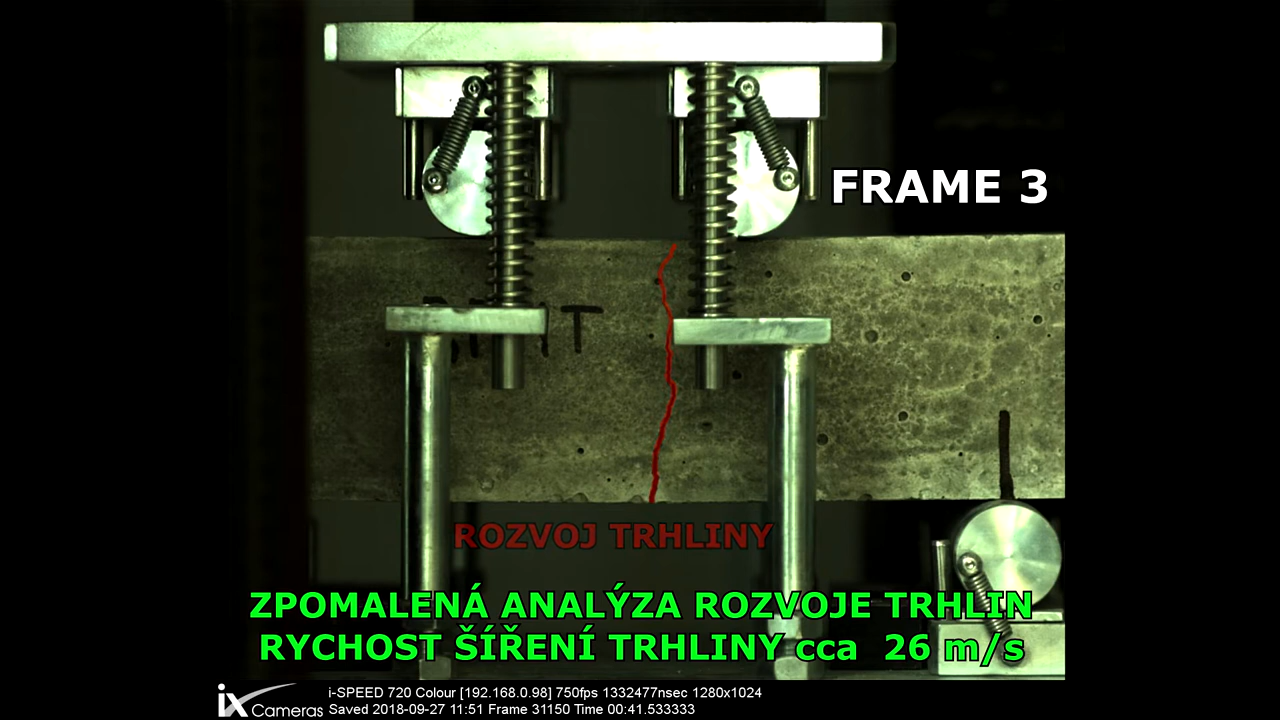 FRAME 3
ROZVOJ TRHLINY
ZPOMALENÁ ANALÝZA ROZVOJE TRHLIN
RYCHOST ŠÍŘENÍ TRHLINY cca 26 m/s
iX Cameras
i-SPEED 720 Colour [192.168.0.98] 750fps 1332477nsec 1280x1024
Saved 2018-09-27 11:51 Frame 31150 Time 00:41.533333